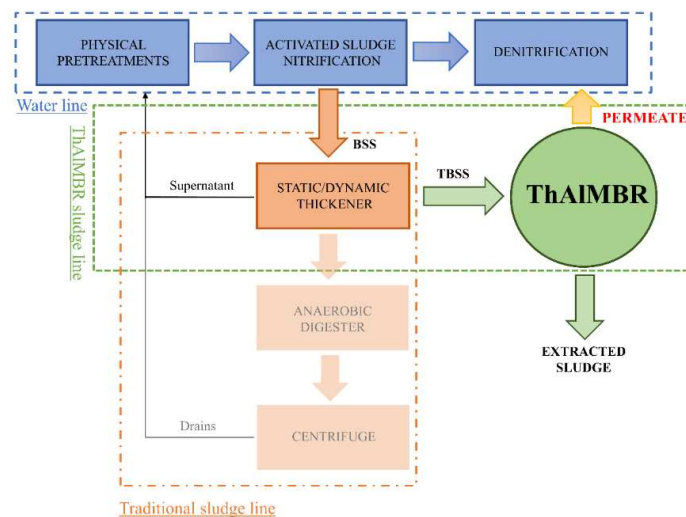 PHYSICAL
PRETREATMENTS
ACTIVATED SLUDGE
NITRIFICATION
DENITRIFICATION
Water line
PERMEATE
ThAlMBR sludge line
BSS
Supernatant
STATIC/DYNAMIC
THICKENER
TBSS
ThAlMBR
ANAEROBIC
DIGESTER
EXTRACTED
SLUDGE
Drains
CENTRIFUGE
Traditional sludge line